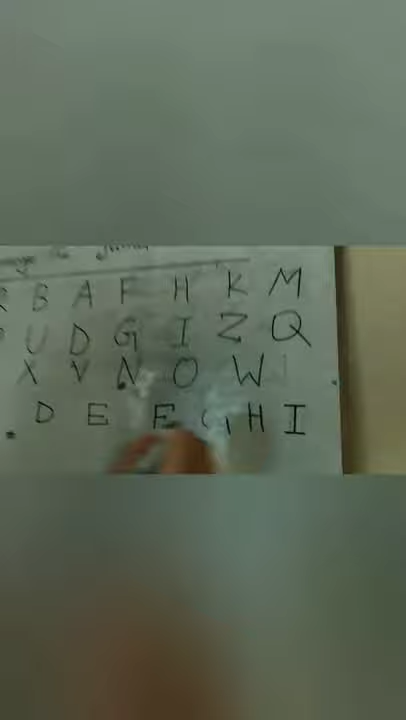 B A F H K M
U D G I Z Q
X V N O W
D E F G H I